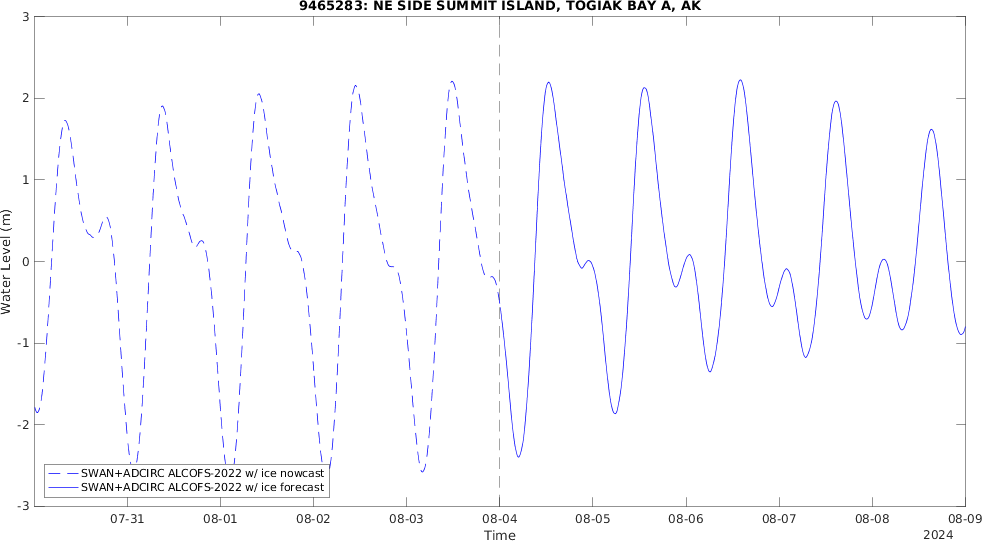 9465283: NE SIDE SUMMIT ISLAND, TOGIAK BAY A, AK
3
2
1
0
-1
-2
-3
Water Level (m)
SWAN+ADCIRC ALCOFS-2022 w/ ice nowcast
SWAN+ADCIRC ALCOFS-2022 w/ ice forecast
07-31 08-01 08-02 08-03 08-04 08-05 08-06 08-07 08-08 08-09
Time
2024